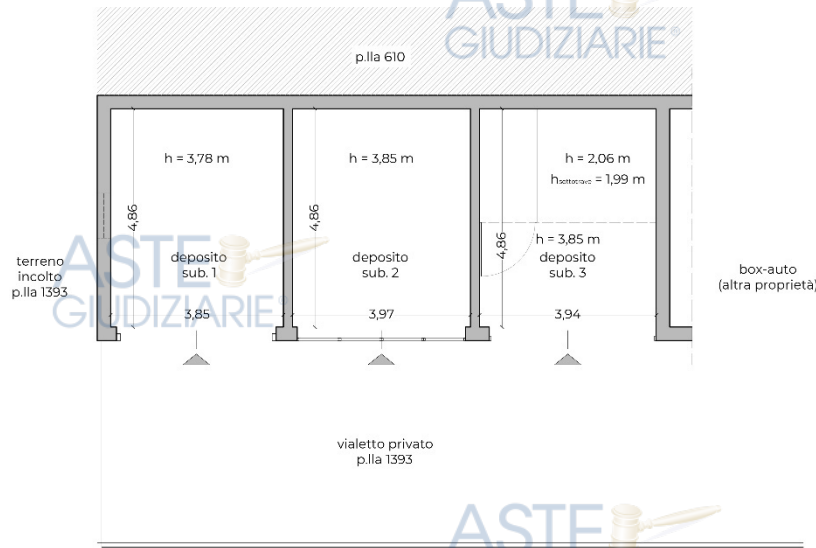 ASTE
GIUDIZIARIE®
p.lla 610
h = 3,78 m
h = 3,85 m
h = 2,06 m
hsottotrave = 1,99 m
4,86
4,86
4,86
h = 3,85 m
deposito
sub. 1
deposito
sub. 2
deposito
sub. 3
terreno
incolto
p.lla 1393
box-auto
(altra proprietà)
ASTE
GIUDIZIARIE
3,85
3,97
3,94
vialetto privato
p.lla 1393
ASTE